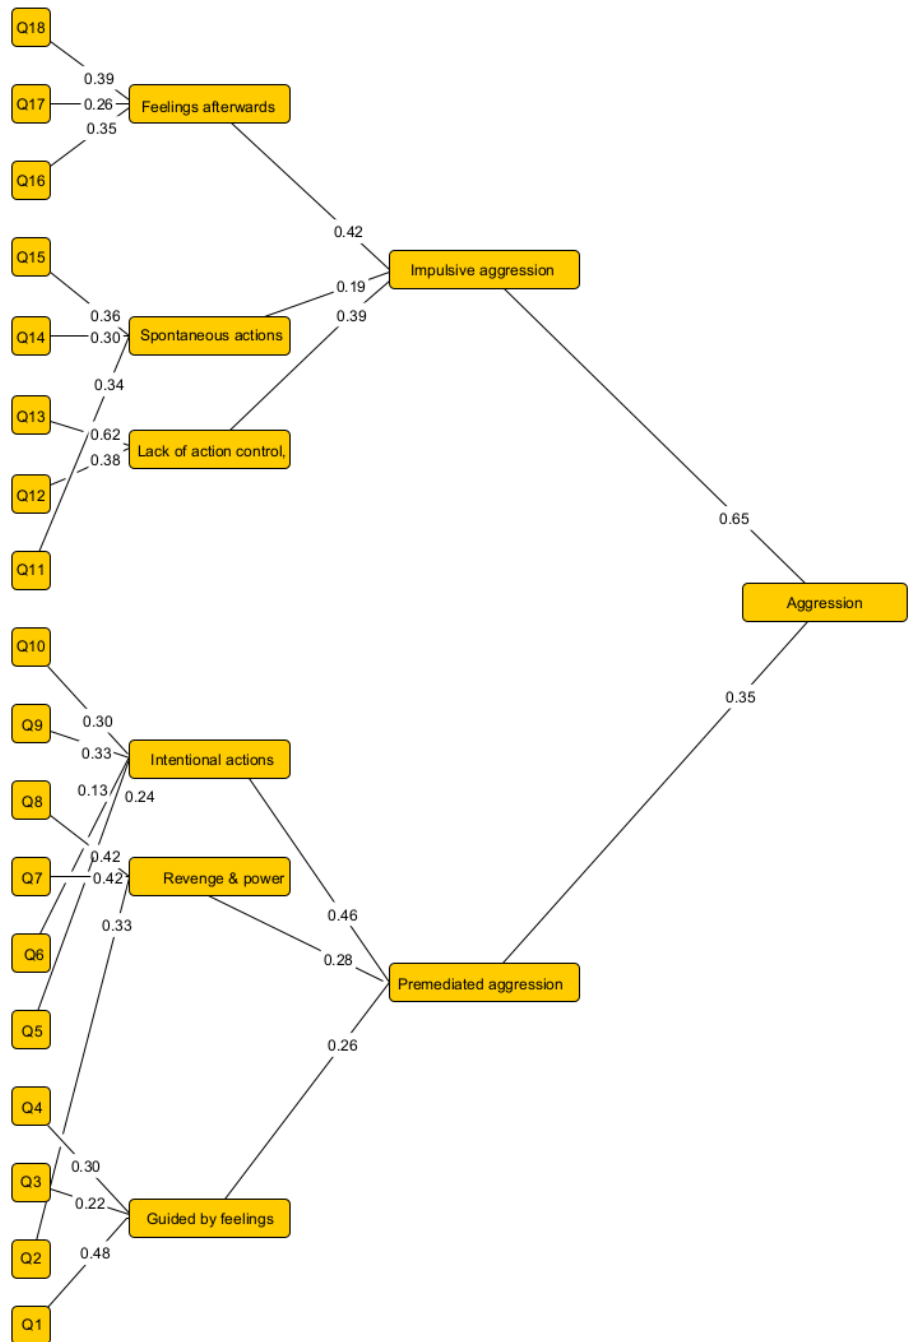 Q18
0.39
Q17
0.26
Feelings afterwards
0.35
Q16
0.42
Q15
Impulsive aggression
0.19
0.36
0.39
Q14
0.30
Spontaneous actions
0.34
Q13
0.62
Lack of action control,
0.38
Q12
0.65
Q11
Aggression
Q10
0.35
0.30
Q9
0.33
Intentional actions
0.13
0.24
Q8
0.42
Q7
0.42
Revenge & power
0.46
0.33
Q6
0.28
Premediated aggression
Q5
0.26
Q4
0.30
Q3
0.22
Guided by feelings
0.48
Q2
Q1